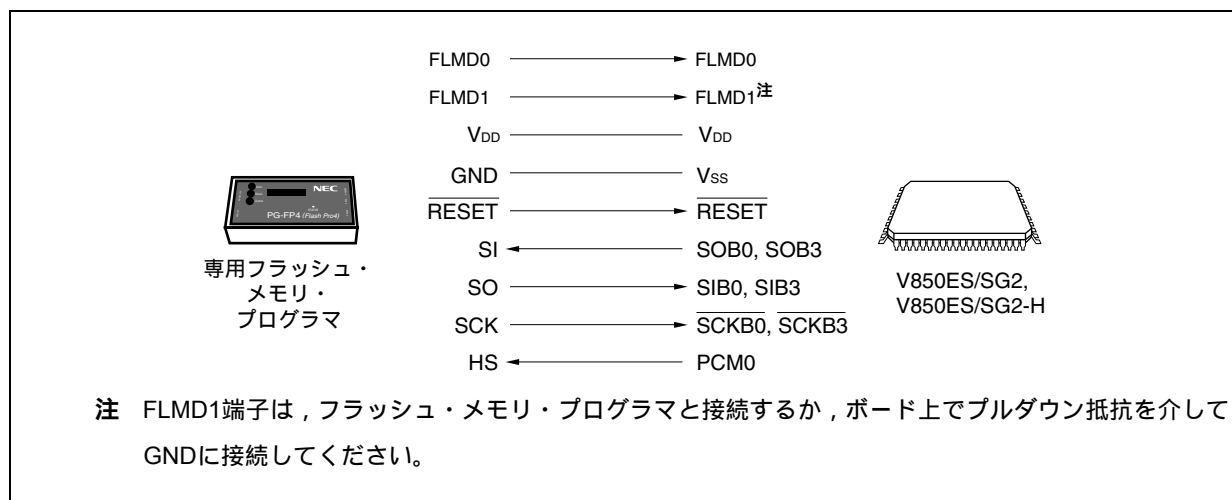 FLMD0 FLMD0
FLMD1 FLMD1注
VDD VDD
GND VSS
RESET RESET
SI SOB0, SOB3
SO SIB0, SIB3
SCK SCKB0, SCKB3
HS PCM0
NEC
PG-FP4 (Flash Pro4)
専用フラッシュ・
メモリ・
プログラマ
V850ES/SG2,
V850ES/SG2-H
注 FLMD1端子は，フラッシュ・メモリ・プログラマと接続するか，ボード上でプルダウン抵抗を介して
GNDに接続してください。